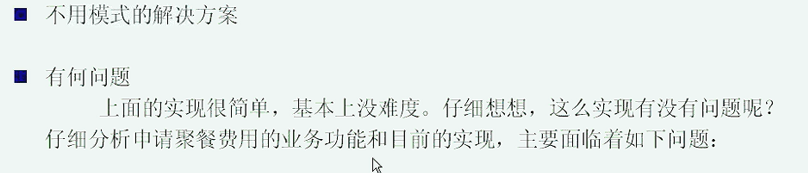 不用模式的解决方案
有何问题
上面的实现很简单，基本上没难度。仔细想想，这么实现有没有问题呢？
仔细分析申请聚餐费用的业务功能和目前的实现，主要面临着如下问题：